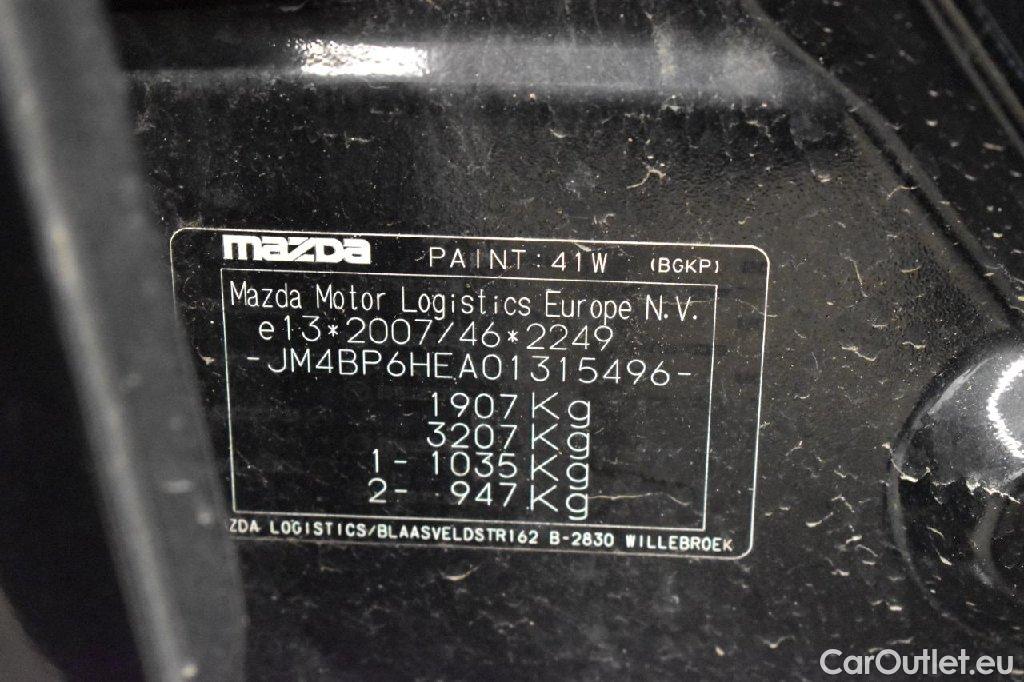 mazda PAINT : 41W (BGKP)
Mazda Motor Logistics Europe N.V.
e13*2007/46*2249
-JM4BP6HEA01315496-
1907 Kg
3207 Kg
1- 1035 Kg
2- 947 Kg
ZDA LOGISTICS/BLAASVELDSTR162 B-2830 WILLEBROEK
CarOutlet.eu